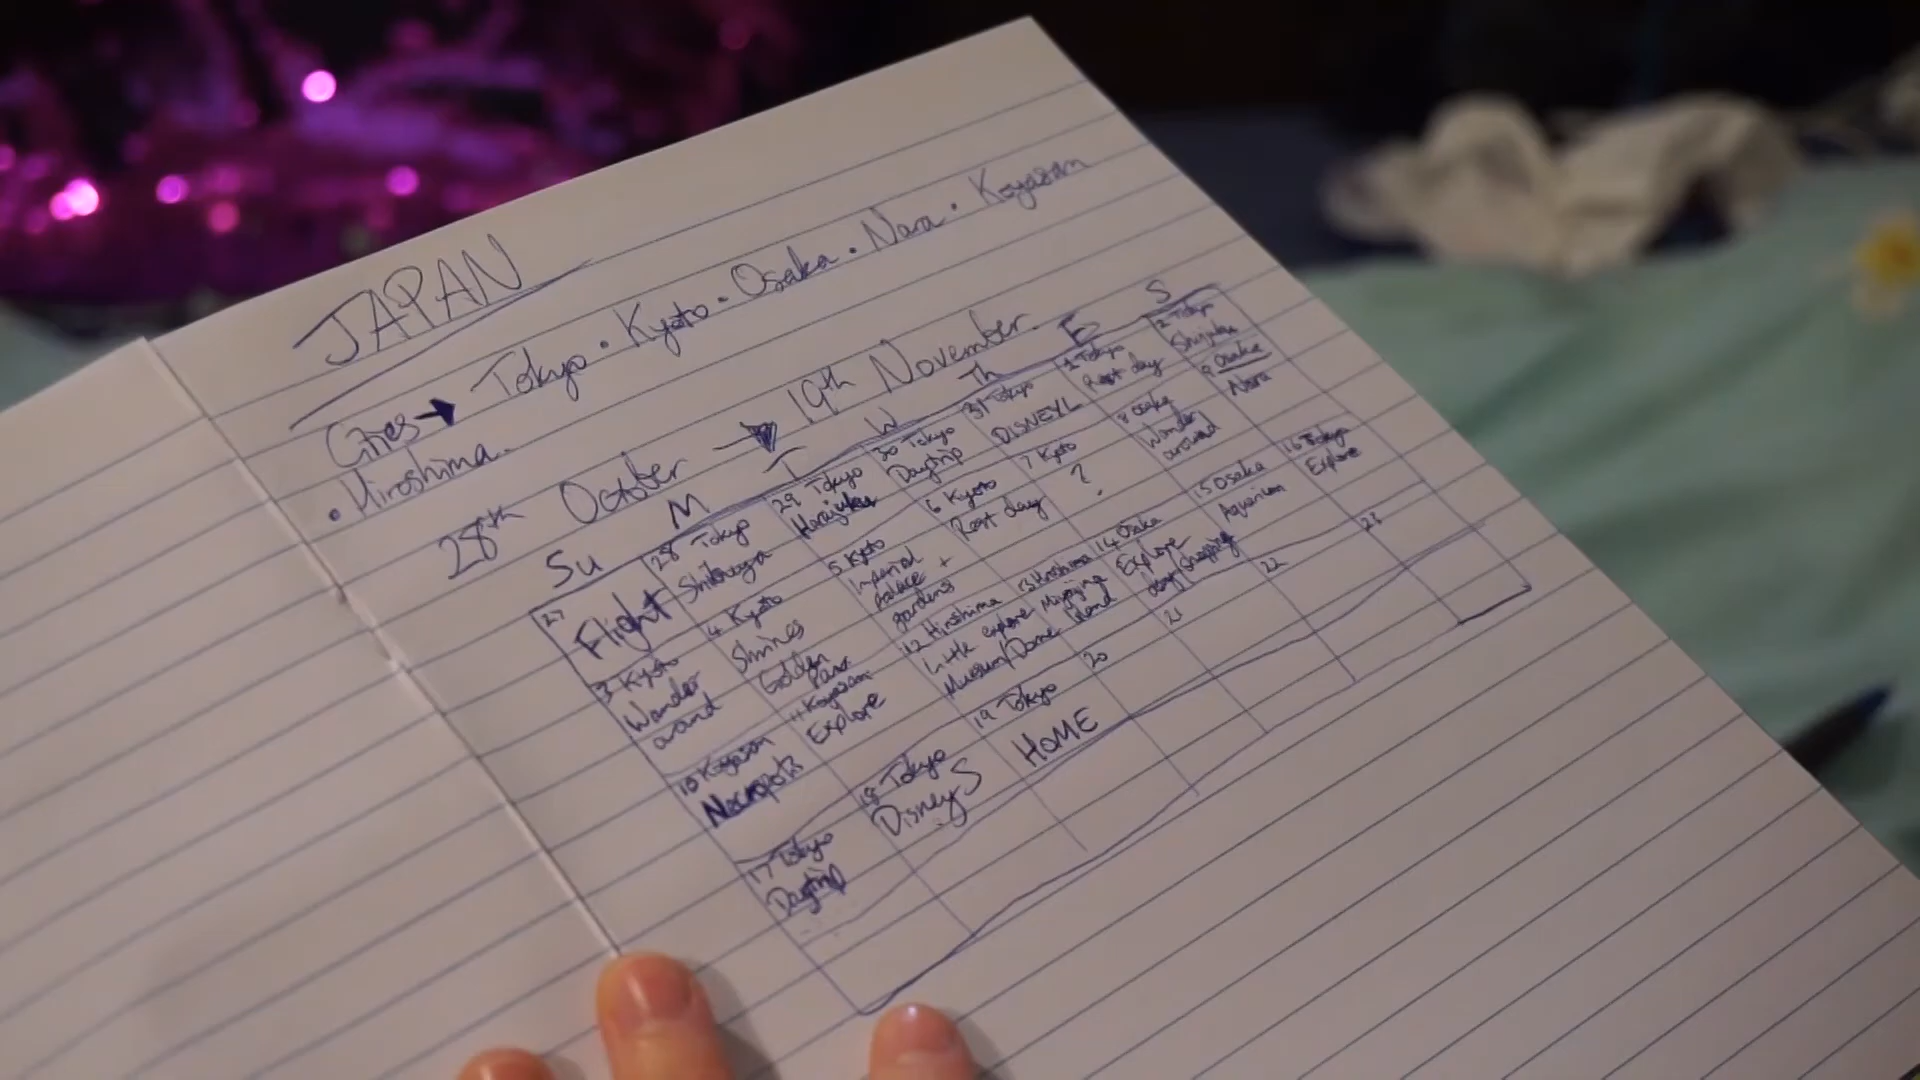 JAPAN
Cities → Tokyo · Kyoto · Osaka · Nara · Koyasan
· Hiroshima.
28th October → 19th November.
Su M T W Th F S
27 Flight
28 Tokyo Shibuya
29 Tokyo Harajuku
30 Tokyo Daytrip
31 Tokyo DISNEYL
1 Tokyo Rest day
2 Tokyo Shinjuku
3 Kyoto Wander around
4 Kyoto Shrines Golden Pav
5 Kyoto Imperial Palace + gardens
6 Kyoto Rest day
7 Kyoto ?
8 Osaka Wander around
9 Osaka Nara
10 Koyasan Necropolis
11 Koyasan Explore
12 Hiroshima Little explore Museum/Dome
13 Hiroshima Miyajima Island
14 Osaka Explore day/Shopping
15 Osaka Aquarium
16 Tokyo Explore
17 Tokyo Daytrip
18 Tokyo DisneyS
19 Tokyo HOME
20
21
22
23